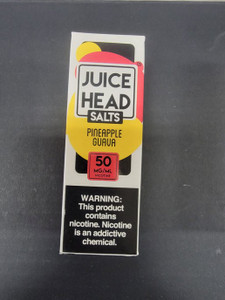 JUICE
HEAD
SALTS
PINEAPPLE
GUAVA
50
MG/ML
WARNING:
This product
contains
nicotine. Nicotine
is an addictive
chemical.